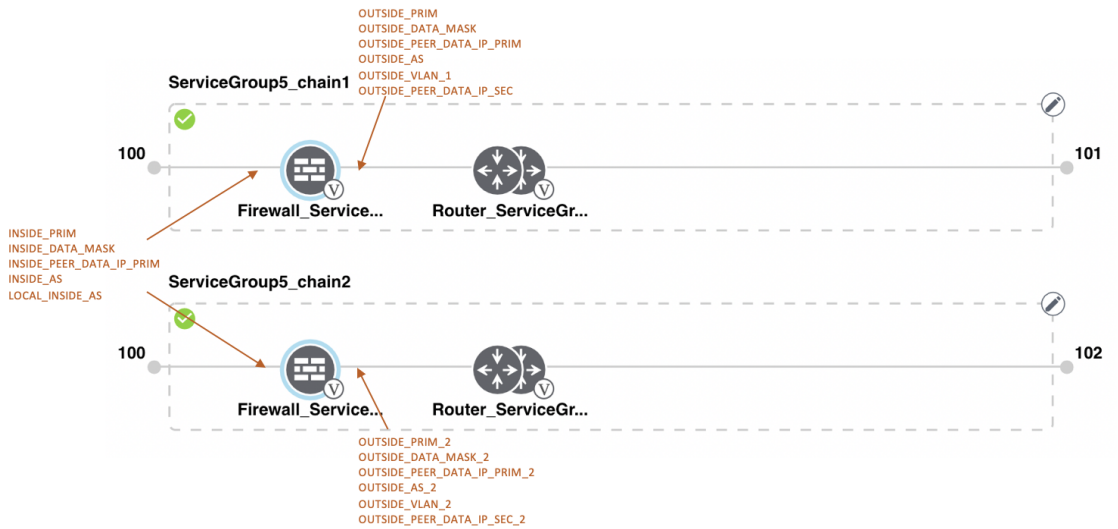 OUTSIDE_PRIM
OUTSIDE_DATA_MASK
OUTSIDE_PEER_DATA_IP_PRIM
OUTSIDE_AS
OUTSIDE_VLAN_1
OUTSIDE_PEER_DATA_IP_SEC
ServiceGroup5_chain1
100
101
V
V
Firewall_Service...
Router_ServiceGr...
INSIDE_PRIM
INSIDE_DATA_MASK
INSIDE_PEER_DATA_IP_PRIM
INSIDE_AS
LOCAL_INSIDE_AS
ServiceGroup5_chain2
100
102
V
V
Firewall_Service...
Router_ServiceGr...
OUTSIDE_PRIM_2
OUTSIDE_DATA_MASK_2
OUTSIDE_PEER_DATA_IP_PRIM_2
OUTSIDE_AS_2
OUTSIDE_VLAN_2
OUTSIDE_PEER_DATA_IP_SEC_2